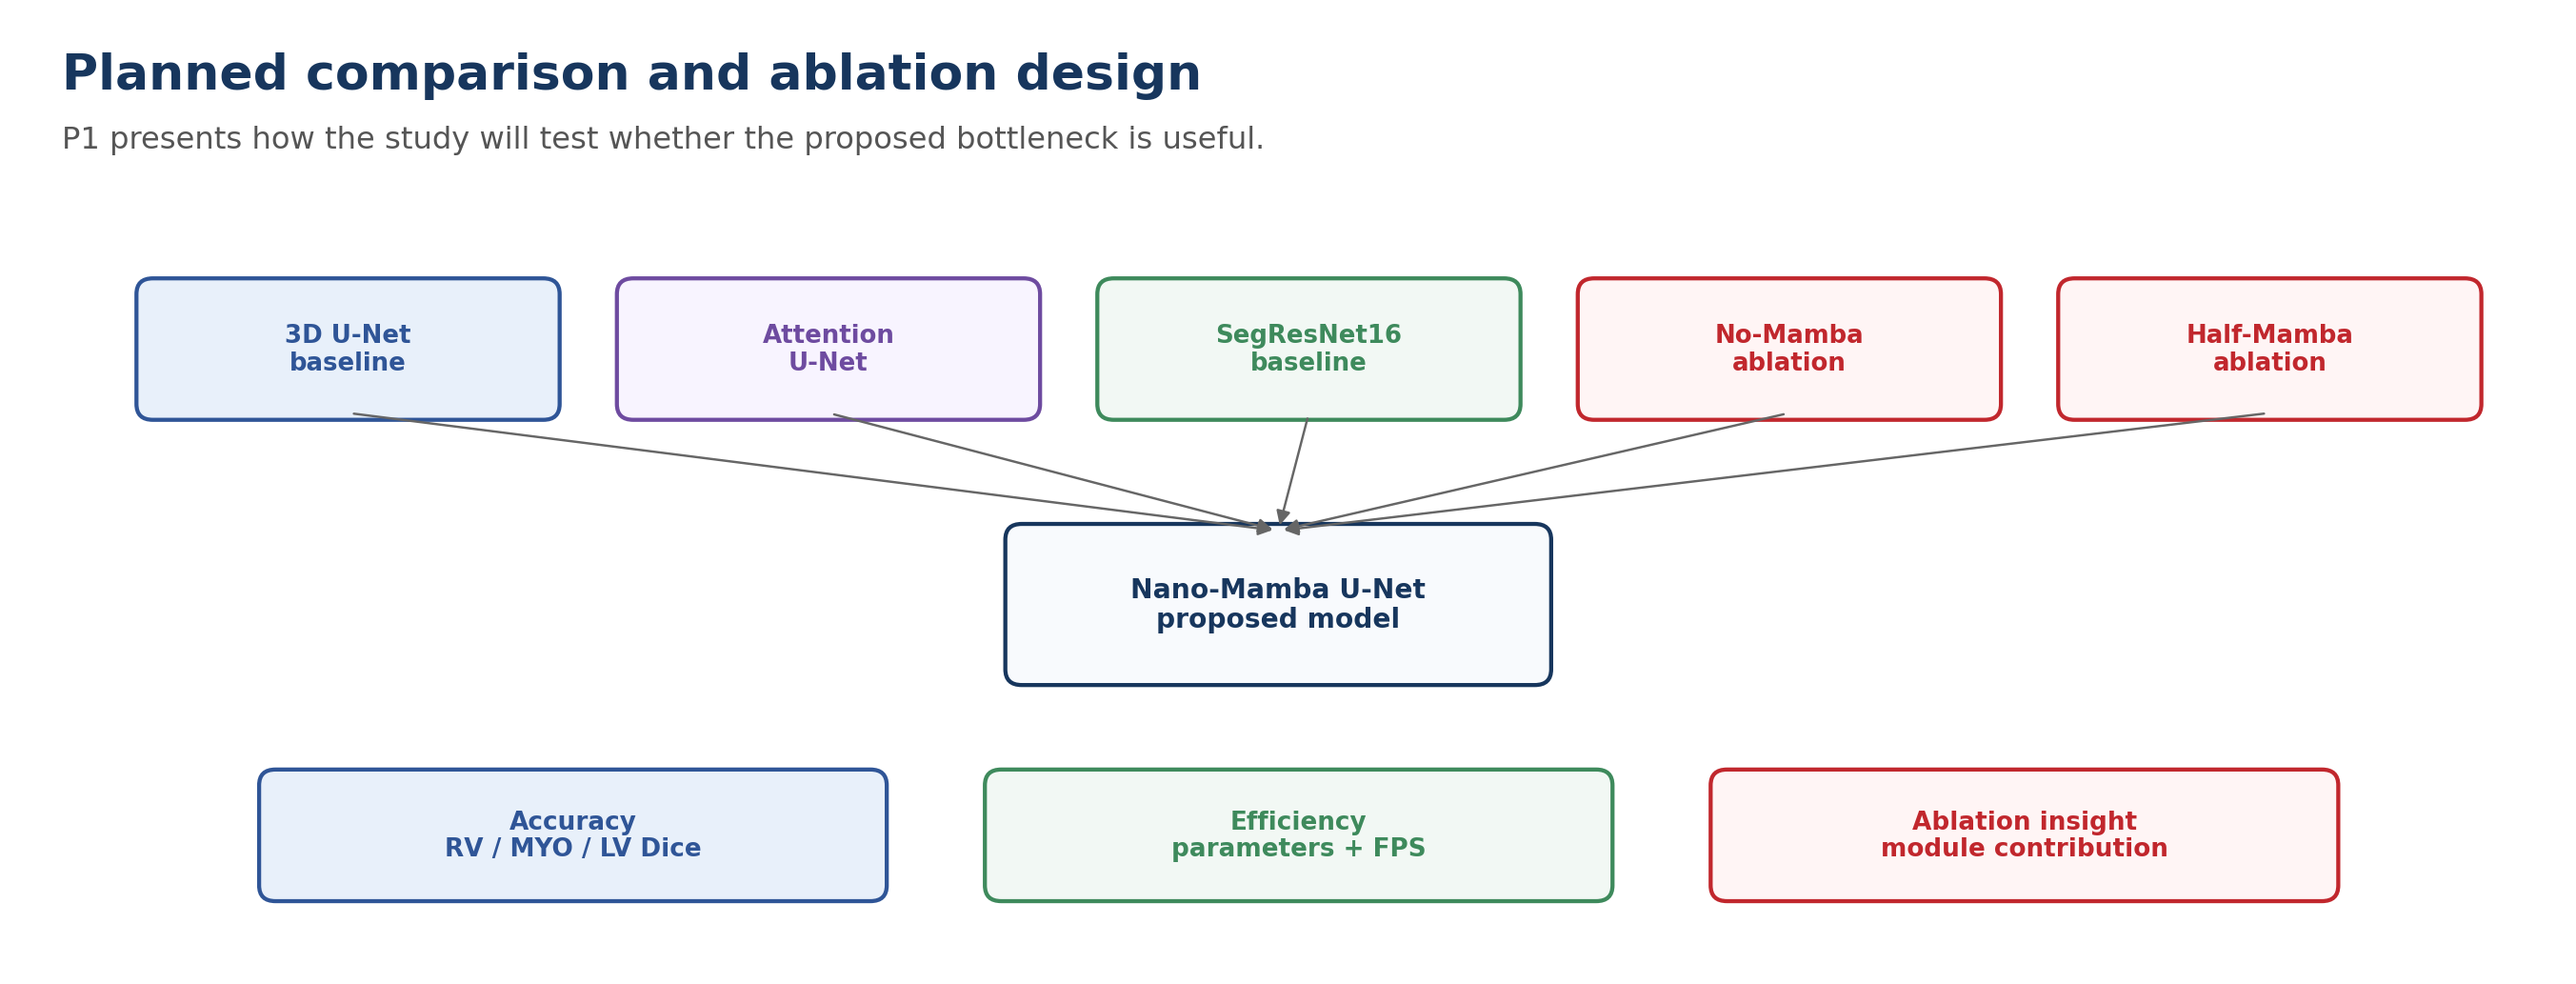 Planned comparison and ablation design
P1 presents how the study will test whether the proposed bottleneck is useful.
3D U-Net
baseline
Attention
U-Net
SegResNet16
baseline
No-Mamba
ablation
Half-Mamba
ablation
Nano-Mamba U-Net
proposed model
Accuracy
RV / MYO / LV Dice
Efficiency
parameters + FPS
Ablation insight
module contribution